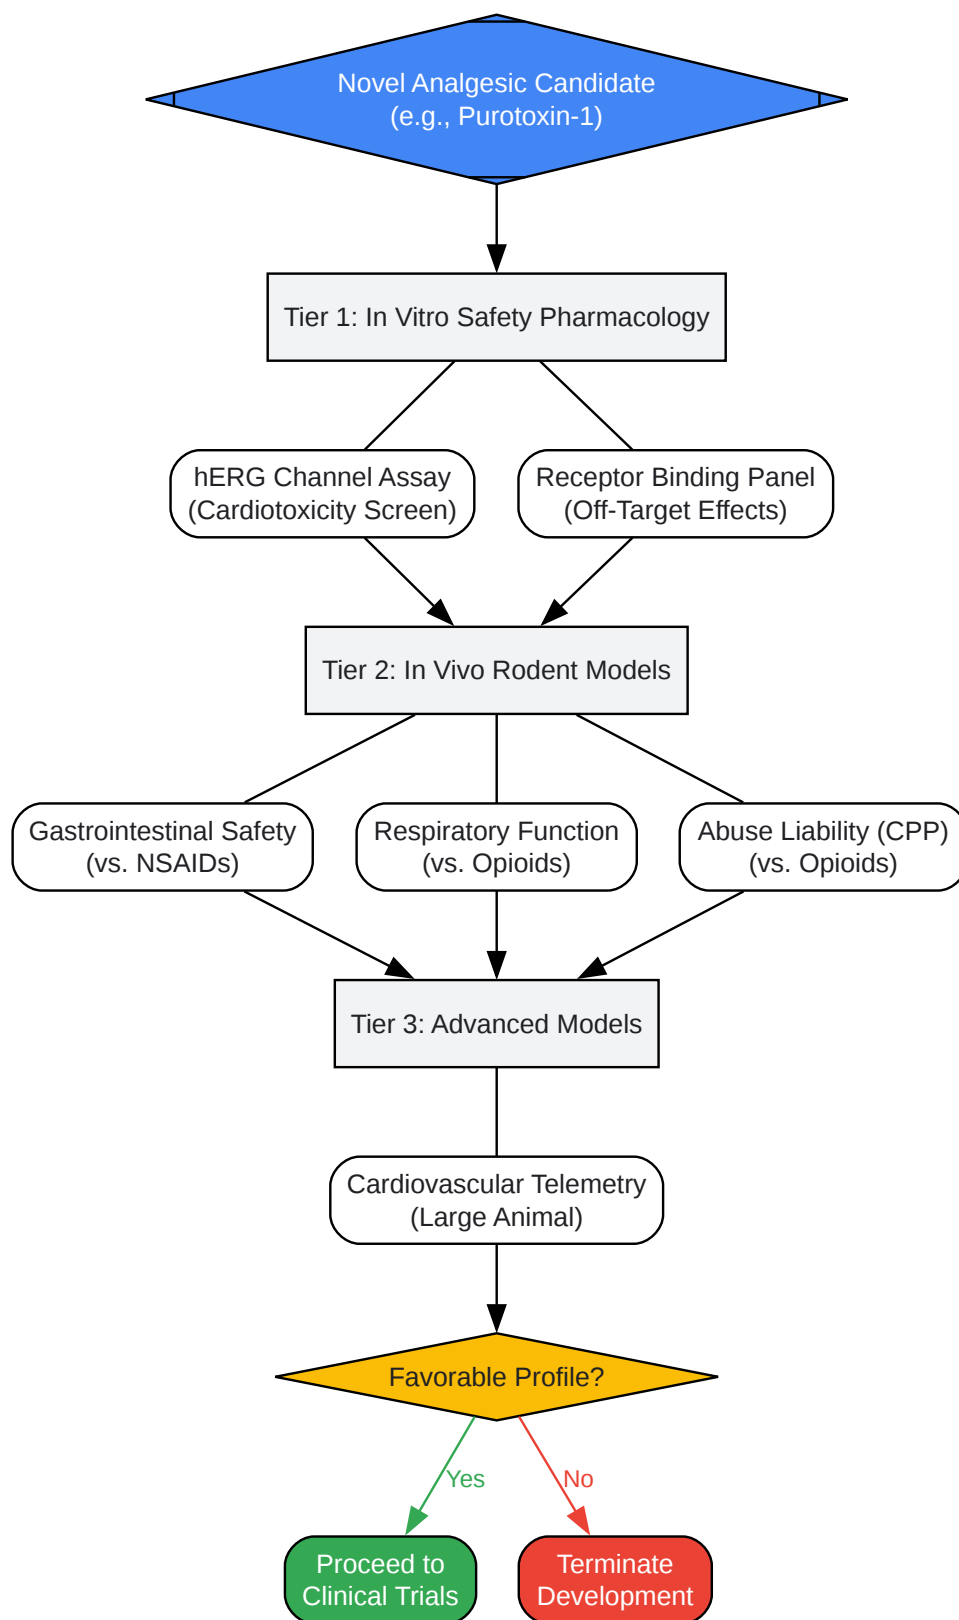 Novel Analgesic Candidate
(e.g., Purotoxin-1)
Tier 1: In Vitro Safety Pharmacology
hERG Channel Assay
(Cardiotoxicity Screen)
Receptor Binding Panel
(Off-Target Effects)
Tier 2: In Vivo Rodent Models
Gastrointestinal Safety
(vs. NSAIDs)
Respiratory Function
(vs. Opioids)
Abuse Liability (CPP)
(vs. Opioids)
Tier 3: Advanced Models
Cardiovascular Telemetry
(Large Animal)
Favorable Profile?
Yes
No
Proceed to
Clinical Trials
Terminate
Development